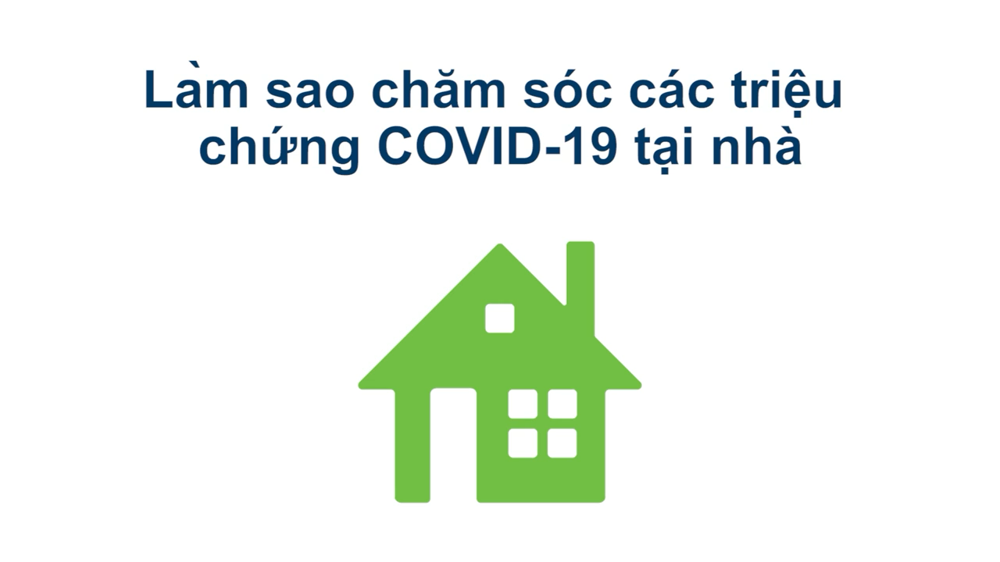 Làm sao chăm sóc các triệu
chứng COVID-19 tại nhà